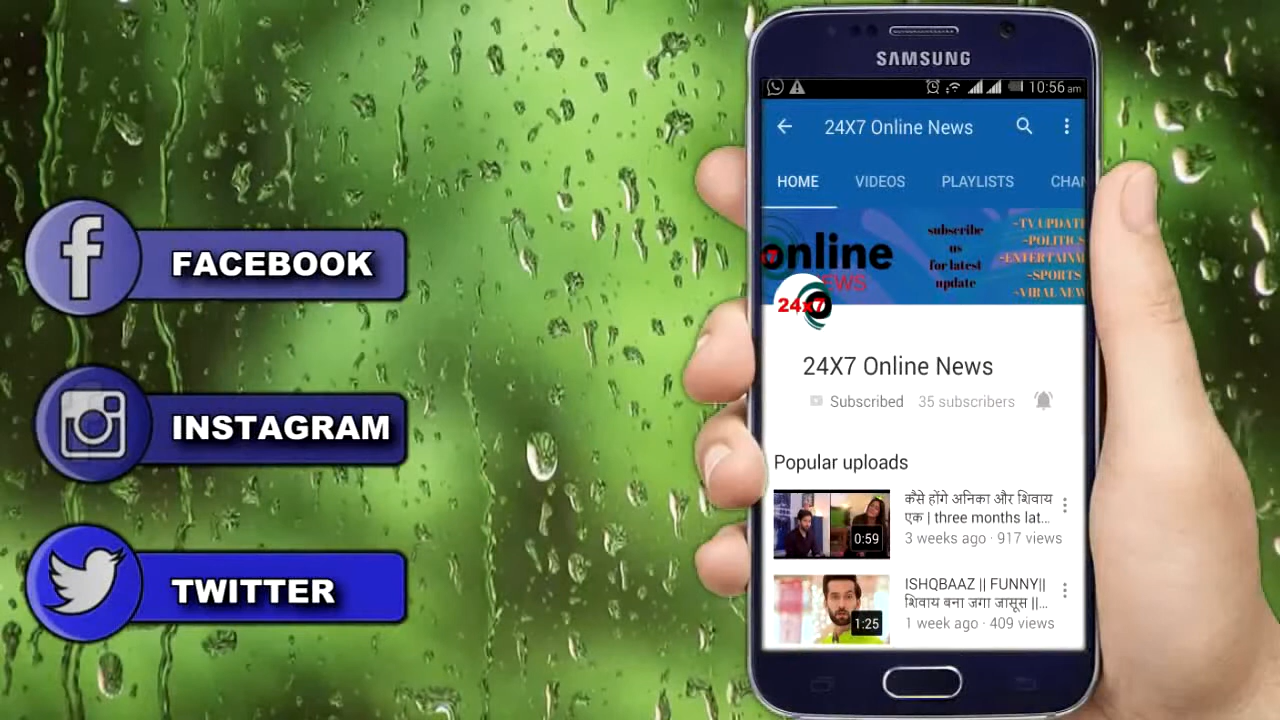 FACEBOOK
INSTAGRAM
TWITTER
SAMSUNG
10:56 am
24X7 Online News
HOME VIDEOS PLAYLISTS CHAN
online
NEWS
subscribe
us
for latest
update
-TV UPDATE
-POLITICS
-ENTERTAINM
-SPORTS
-VIRAL NEW
24x7
24X7 Online News
Subscribed 35 subscribers
Popular uploads
0:59
कैसे होंगे अनिका और शिवाय
एक | three months lat...
3 weeks ago · 917 views
1:25
ISHQBAAZ || FUNNY||
शिवाय बना जगा जासूस ||...
1 week ago · 409 views